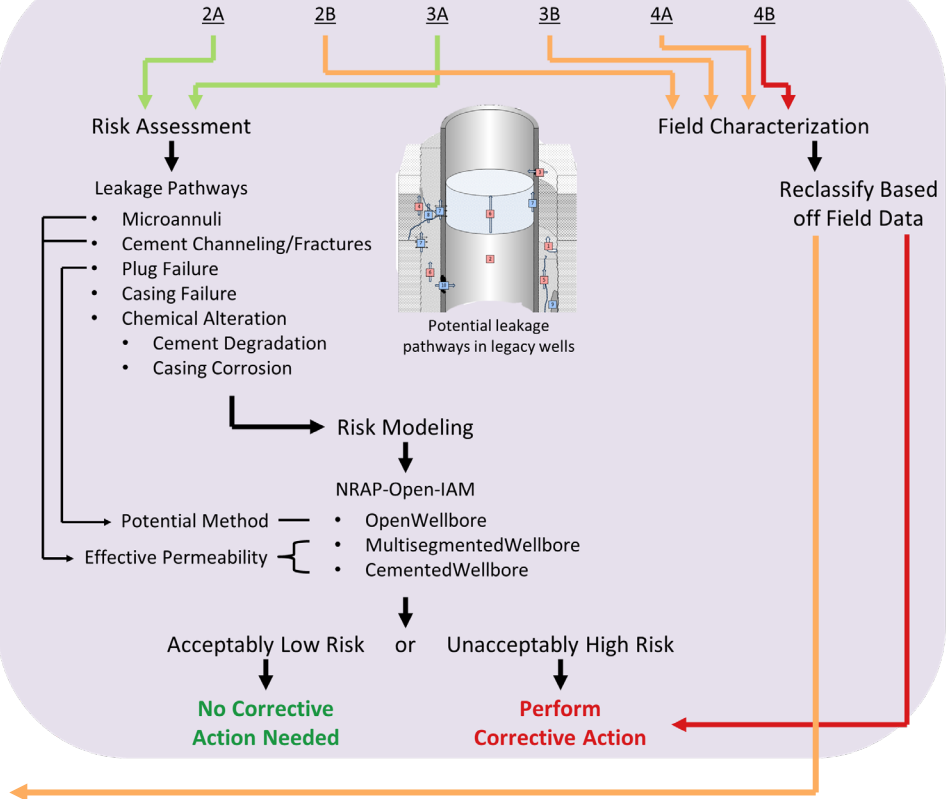 2A 2B 3A 3B 4A 4B
Risk Assessment
Field Characterization
Leakage Pathways
• Microannuli
• Cement Channeling/Fractures
• Plug Failure
• Casing Failure
• Chemical Alteration
• Cement Degradation
• Casing Corrosion
Reclassify Based
off Field Data
Potential leakage
pathways in legacy wells
Risk Modeling
NRAP-Open-IAM
Potential Method
• OpenWellbore
Effective Permeability
• MultisegmentedWellbore
• CementedWellbore
Acceptably Low Risk or Unacceptably High Risk
No Corrective
Action Needed
Perform
Corrective Action